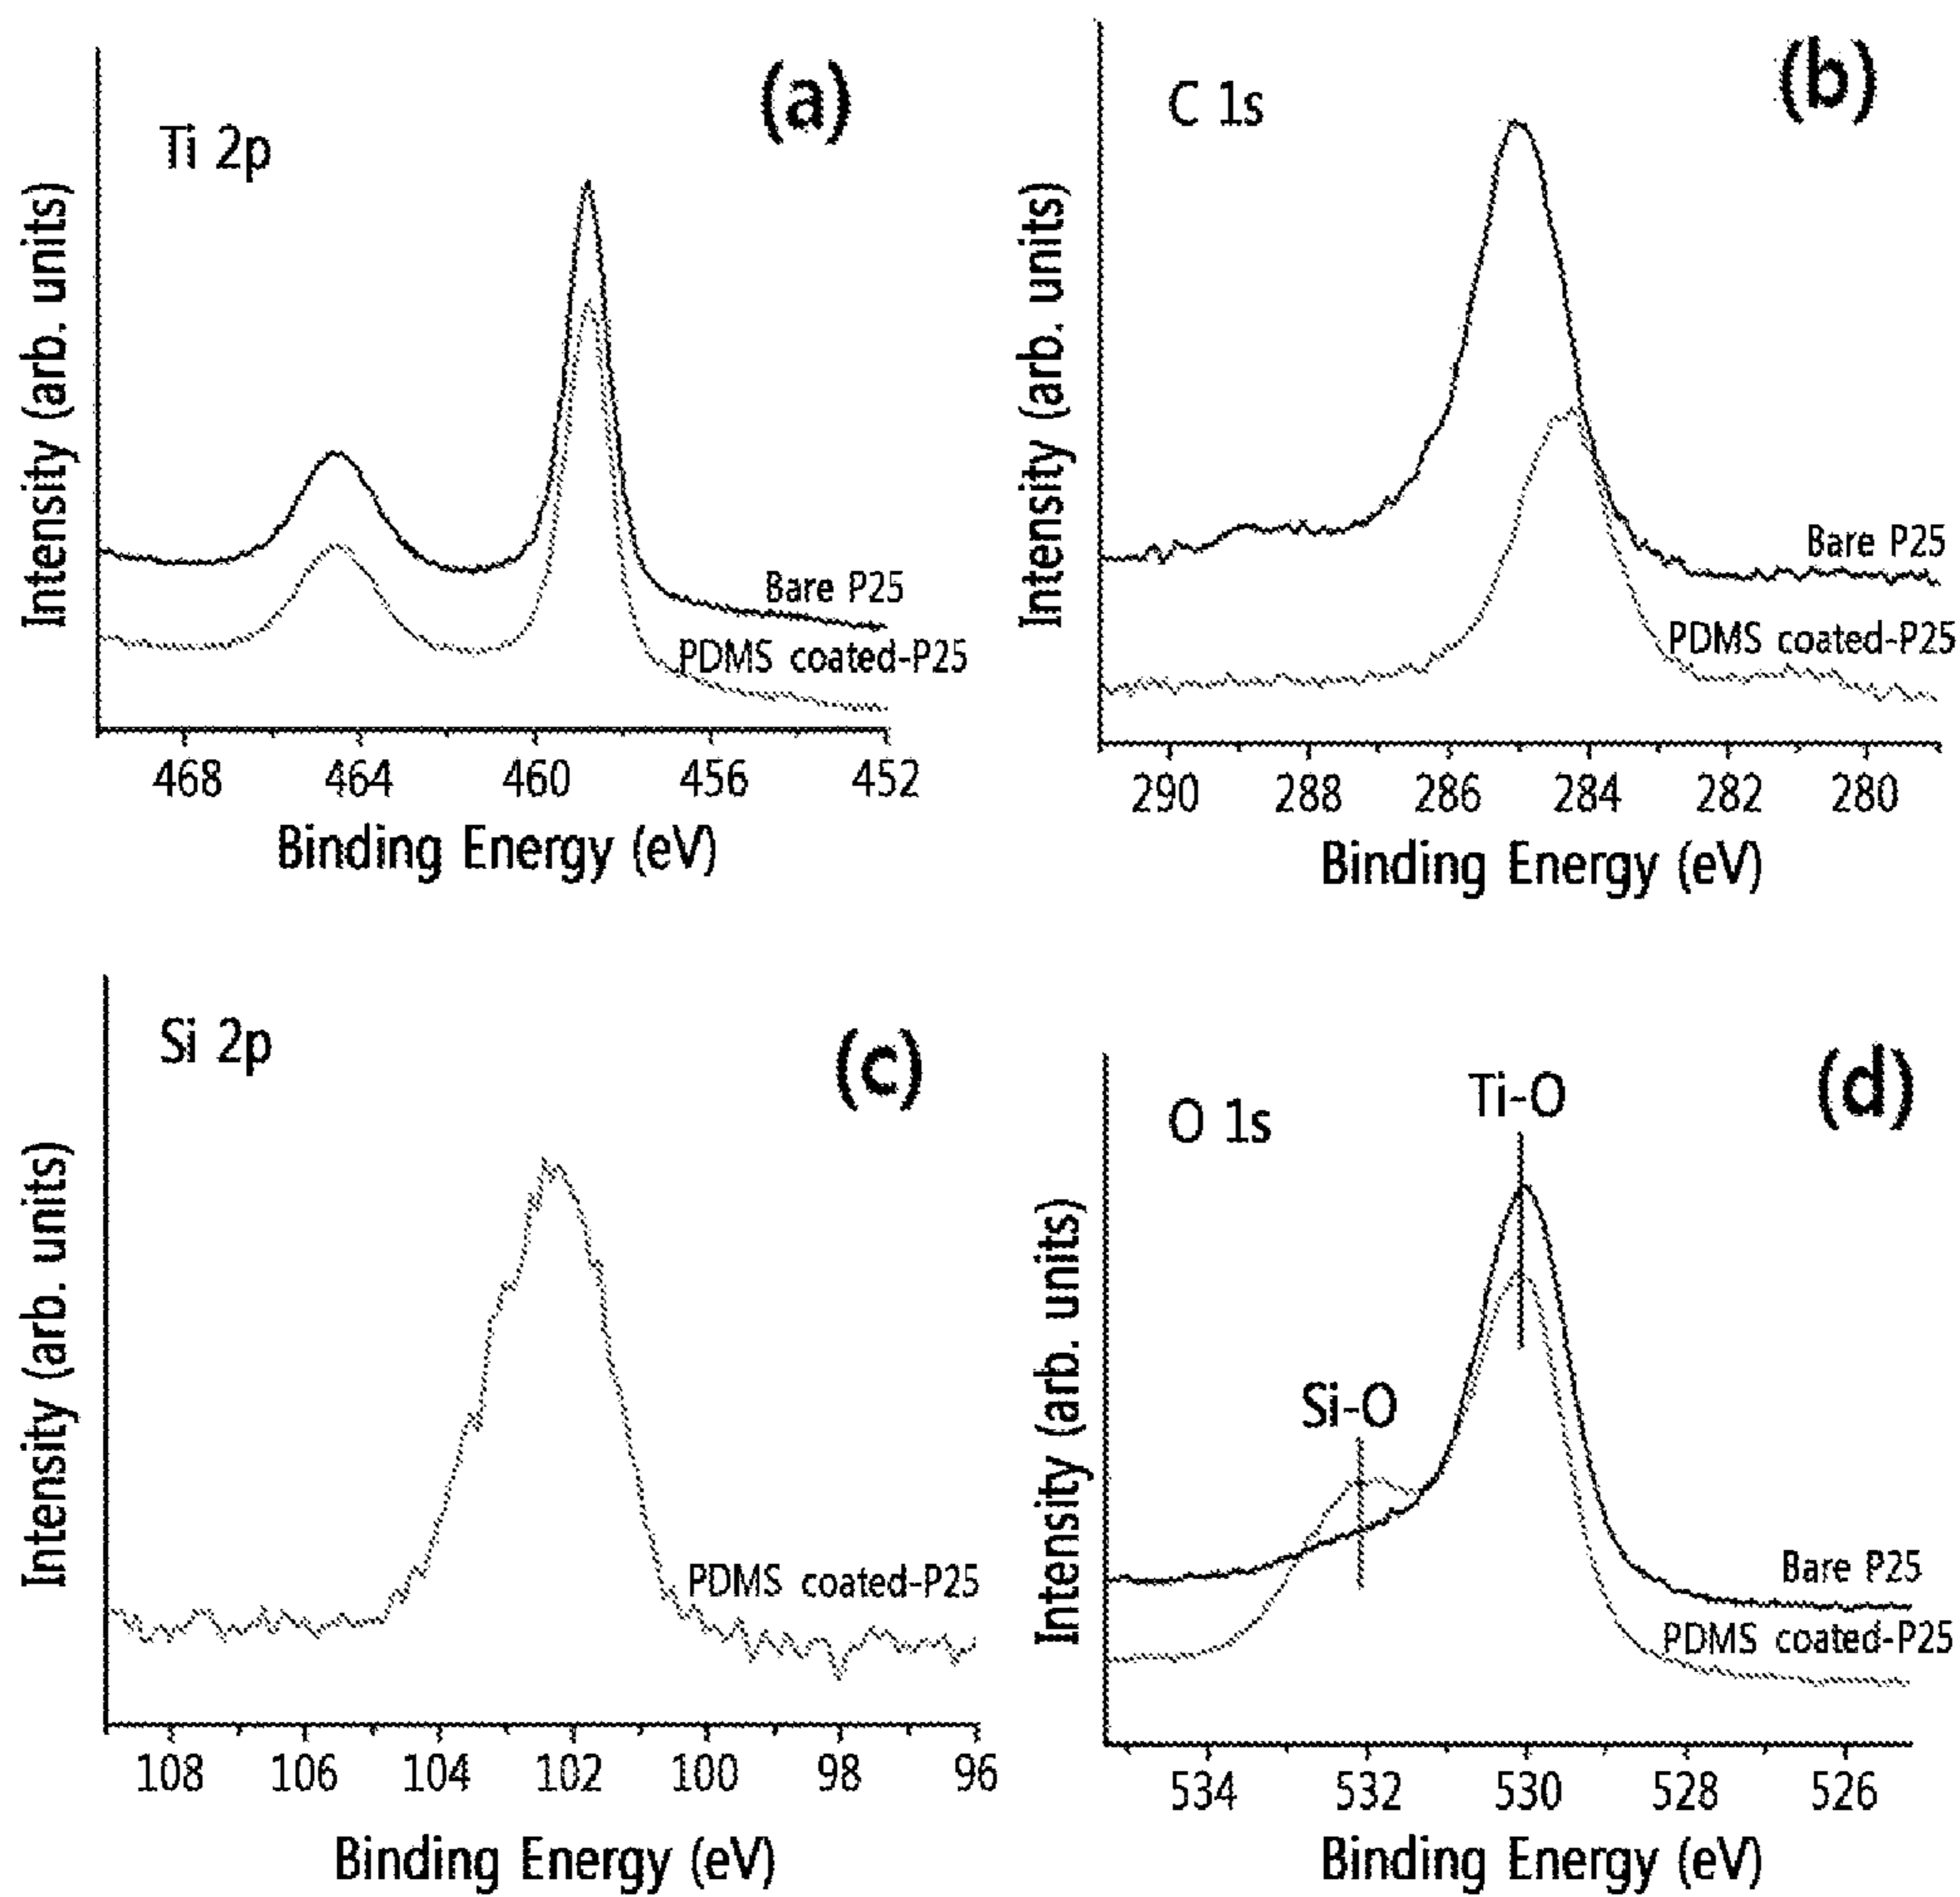 (a)
Ti 2p
Intensity (arb. units)
Bare P25
PDMS coated-P25
468 464 460 456 452
Binding Energy (eV)
(b)
C 1s
Intensity (arb. units)
Bare P25
PDMS coated-P25
290 288 286 284 282 280
Binding Energy (eV)
(c)
Si 2p
Intensity (arb. units)
PDMS coated-P25
108 106 104 102 100 98 96
Binding Energy (eV)
(d)
O 1s
Ti-O
Si-O
Intensity (arb. units)
Bare P25
PDMS coated-P25
534 532 530 528 526
Binding Energy (eV)